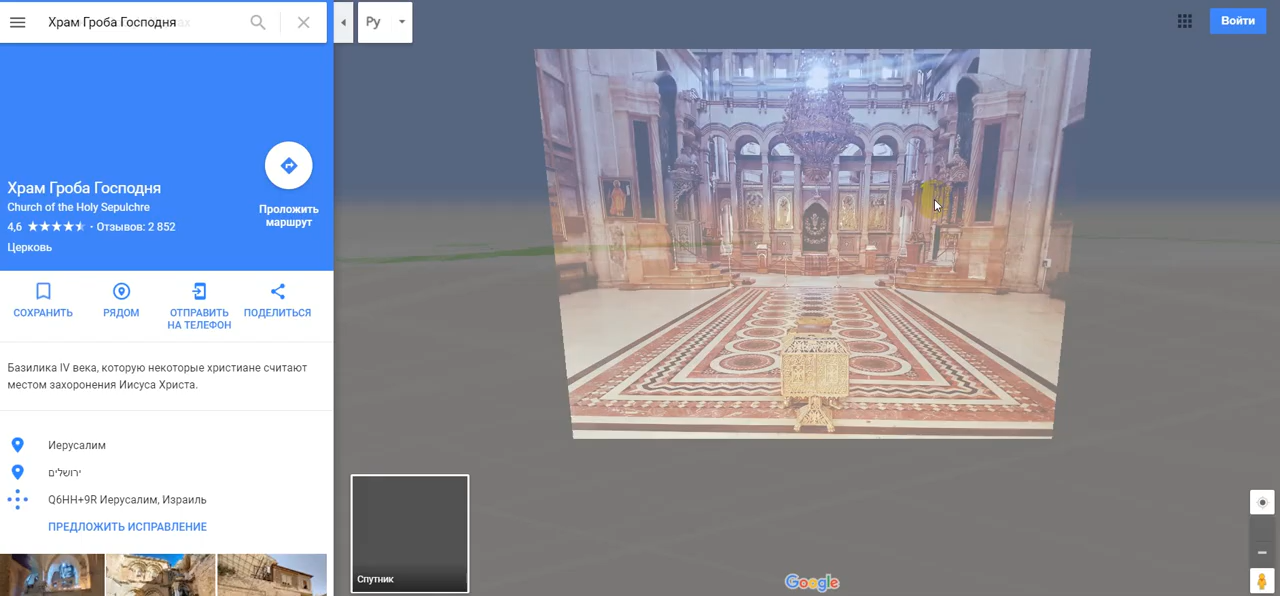 Храм Гроба Господня
Ру
Войти
Храм Гроба Господня
Church of the Holy Sepulchre
4,6 ★★★★★ - Отзывов: 2 852
Церковь
Проложить
маршрут
СОХРАНИТЬ
РЯДОМ
ОТПРАВИТЬ
НА ТЕЛЕФОН
ПОДЕЛИТЬСЯ
Базилика IV века, которую некоторые христиане считают
местом захоронения Иисуса Христа.
Иерусалим
ירושלים
Q6HH+9R Иерусалим, Израиль
ПРЕДЛОЖИТЬ ИСПРАВЛЕНИЕ
Спутник
Google